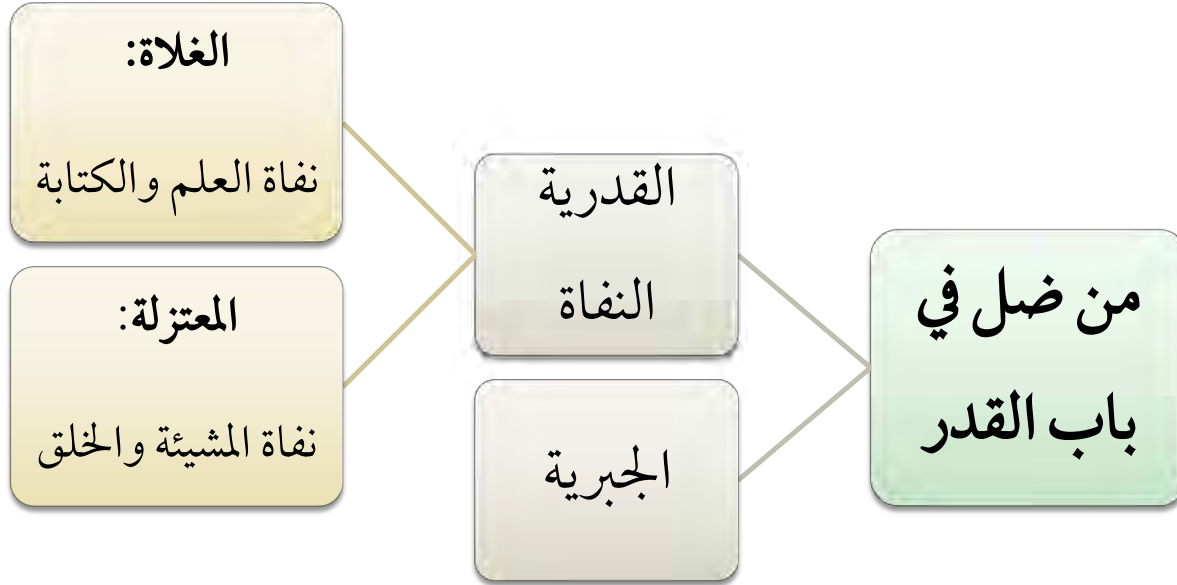 من ضل في
باب القدر
القدرية
النفاة
الجبرية
الغلاة:
نفاة العلم والكتابة
المعتزلة:
نفاة المشيئة والخلق